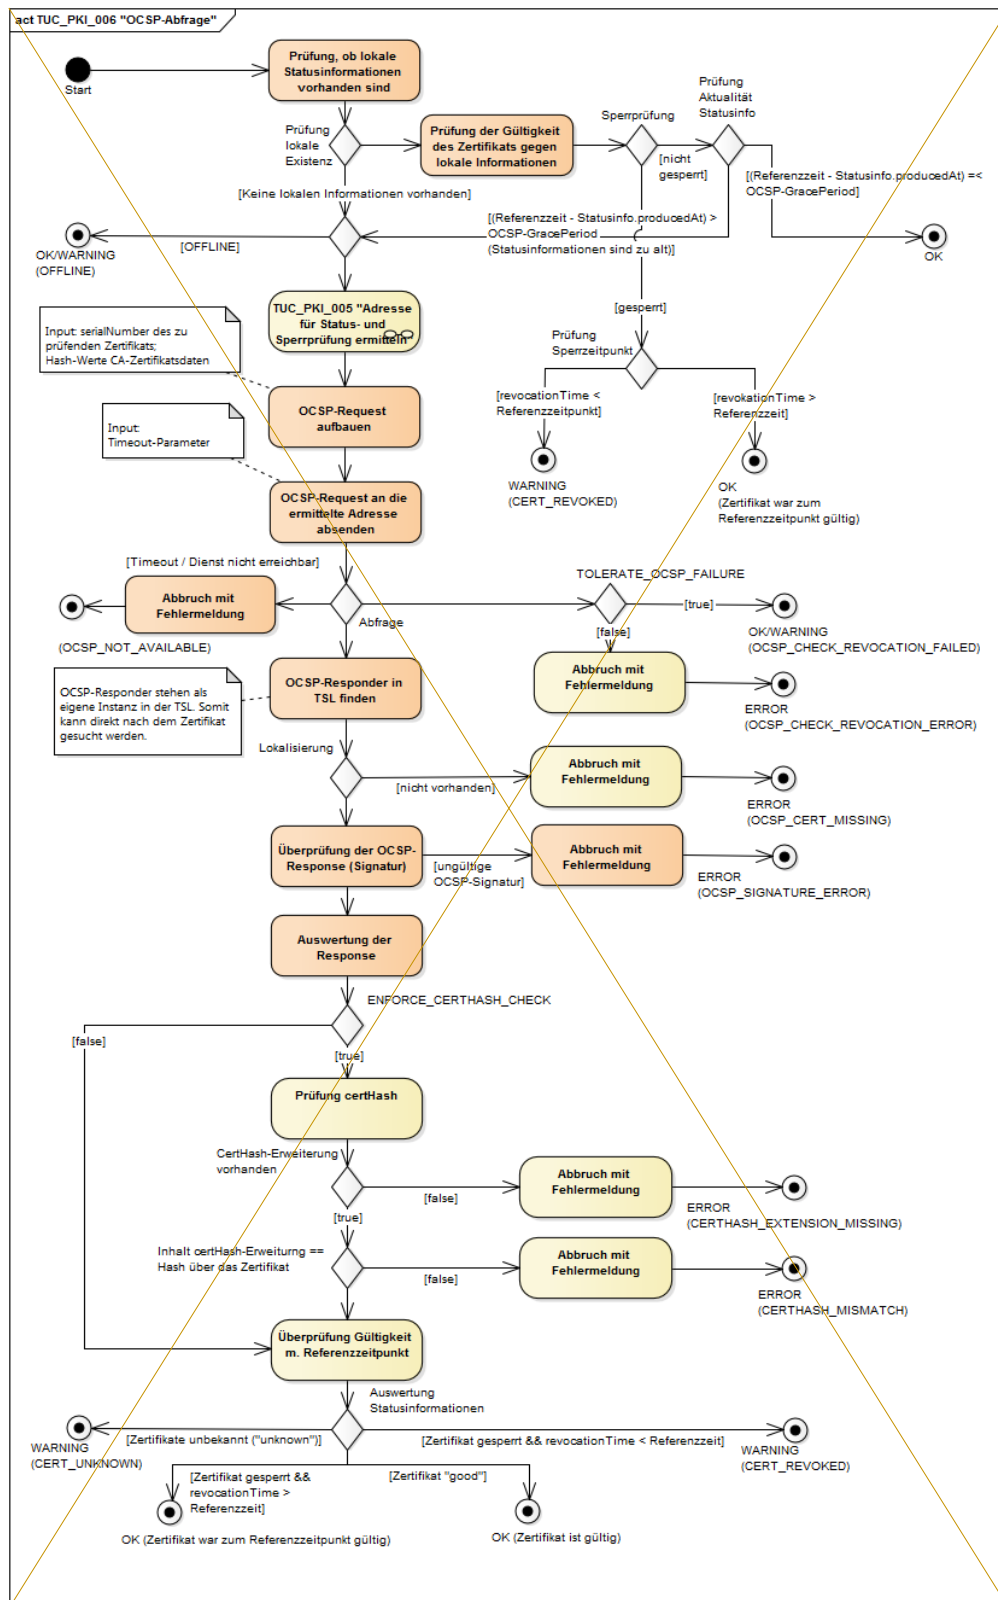 act TUC_PKI_006 "OCSP-Abfrage"
Start
Prüfung, ob lokale
Statusinformationen
vorhanden sind
Prüfung
lokale
Existenz
Prüfung der Gültigkeit
des Zertifikats gegen
lokale Informationen
Sperrprüfung
[nicht
gesperrt]
Prüfung
Aktualität
Statusinfo
[(Referenzzeit - Statusinfo.producedAt) =<
OCSP-GracePeriod]
OK
[Keine lokalen Informationen vorhanden]
[(Referenzzeit - Statusinfo.producedAt) >
OCSP-GracePeriod
(Statusinformationen sind zu alt)]
[OFFLINE]
OK/WARNING
(OFFLINE)
TUC_PKI_005 "Adresse
für Status- und
Sperrprüfung ermitteln"
[gesperrt]
Prüfung
Sperrzeitpunkt
[revocationTime <
Referenzzeitpunkt]
[revokationTime >
Referenzzeit]
WARNING
(CERT_REVOKED)
OK
(Zertifikat war zum
Referenzzeitpunkt gültig)
Input: serialNumber des zu
prüfenden Zertifikats;
Hash-Werte CA-Zertifikatsdaten
OCSP-Request
aufbauen
Input:
Timeout-Parameter
OCSP-Request an die
ermittelte Adresse
absenden
[Timeout / Dienst nicht erreichbar]
Abbruch mit
Fehlermeldung
(OCSP_NOT_AVAILABLE)
Abfrage
TOLERATE_OCSP_FAILURE
[true]
OK/WARNING
(OCSP_CHECK_REVOCATION_FAILED)
[false]
Abbruch mit
Fehlermeldung
ERROR
(OCSP_CHECK_REVOCATION_ERROR)
OCSP-Responder stehen als
eigene Instanz in der TSL. Somit
kann direkt nach dem Zertifikat
gesucht werden.
OCSP-Responder in
TSL finden
Lokalisierung
[nicht vorhanden]
Abbruch mit
Fehlermeldung
ERROR
(OCSP_CERT_MISSING)
Überprüfung der OCSP-
Response (Signatur)
[ungültige
OCSP-Signatur]
Abbruch mit
Fehlermeldung
ERROR
(OCSP_SIGNATURE_ERROR)
Auswertung der
Response
ENFORCE_CERTHASH_CHECK
[false]
[true]
Prüfung certHash
CertHash-Erweiterung
vorhanden
[false]
Abbruch mit
Fehlermeldung
ERROR
(CERTHASH_EXTENSION_MISSING)
[true]
Inhalt certHash-Erweiturng ==
Hash über das Zertifikat
[false]
Abbruch mit
Fehlermeldung
ERROR
(CERTHASH_MISMATCH)
Überprüfung Gültigkeit
m. Referenzzeitpunkt
Auswertung
Statusinformationen
[Zertifikate unbekannt ("unknown")]
WARNING
(CERT_UNKNOWN)
[Zertifikat gesperrt && revocationTime < Referenzzeit]
WARNING
(CERT_REVOKED)
[Zertifikat gesperrt &&
revocationTime >
Referenzzeit]
[Zertifikat "good"]
OK (Zertifikat war zum Referenzzeitpunkt gültig)
OK (Zertifikat ist gültig)